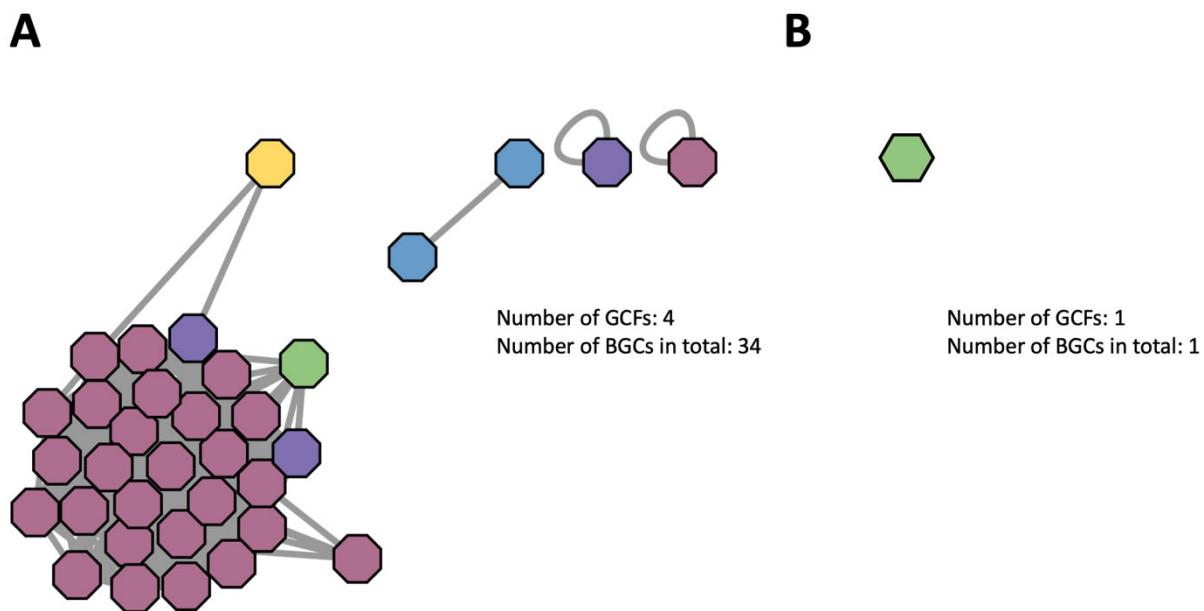 A
B
Number of GCFs: 4
Number of BGCs in total: 34
Number of GCFs: 1
Number of BGCs in total: 1